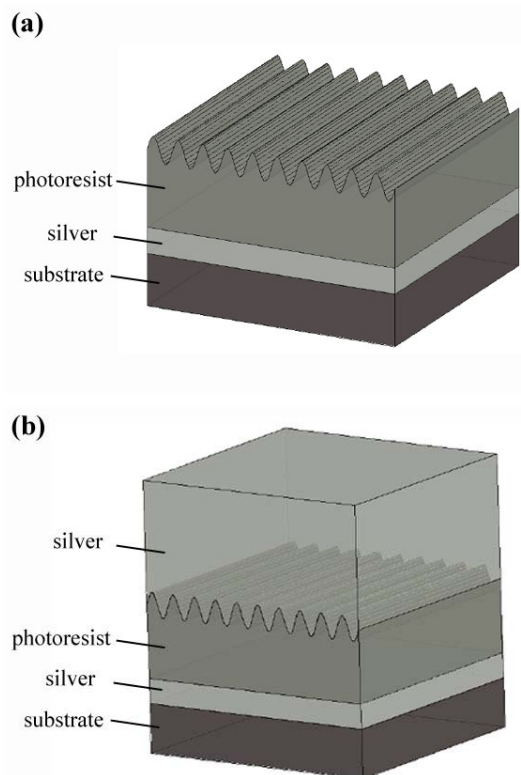 (a)
photoresist
silver
substrate
(b)
silver
photoresist
silver
substrate